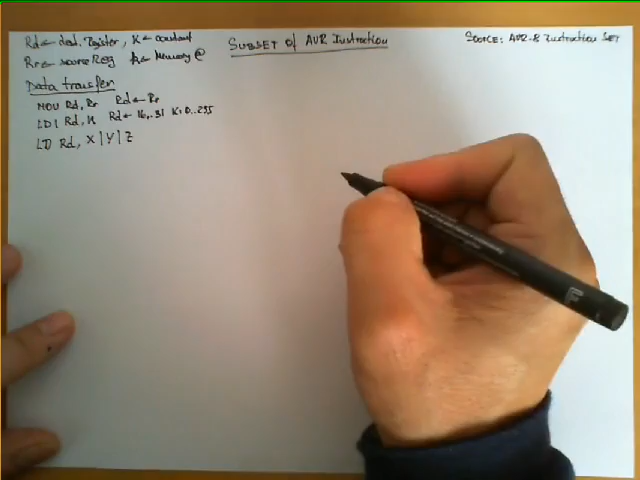 Rd ← dest. register, K ← constant
Rr ← source Reg k ← Memory @
SUBSET of AVR Instruction
SOURCE: AVR-8 Instruction SET
Data transfer
MOV Rd, Rr Rd ← Rr
LDI Rd, K Rd ← 16..31 K=0..255
LD Rd, X|Y|Z